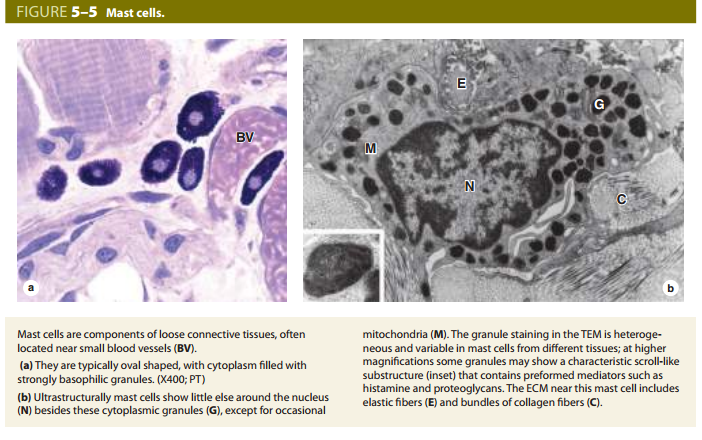 FIGURE 5–5 Mast cells.
BV
a
E
G
M
N
C
b
Mast cells are components of loose connective tissues, often
located near small blood vessels (BV).
(a) They are typically oval shaped, with cytoplasm filled with
strongly basophilic granules. (X400; PT)
(b) Ultrastructurally mast cells show little else around the nucleus
(N) besides these cytoplasmic granules (G), except for occasional
mitochondria (M). The granule staining in the TEM is heteroge-
neous and variable in mast cells from different tissues; at higher
magnifications some granules may show a characteristic scroll-like
substructure (inset) that contains preformed mediators such as
histamine and proteoglycans. The ECM near this mast cell includes
elastic fibers (E) and bundles of collagen fibers (C).